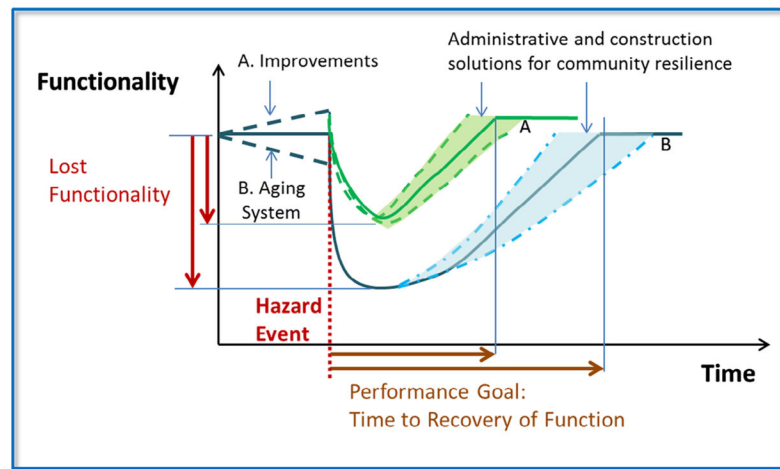 Functionality
A. Improvements
Administrative and construction
solutions for community resilience
A
B
Lost
Functionality
B. Aging
System
Hazard
Event
Time
Performance Goal:
Time to Recovery of Function